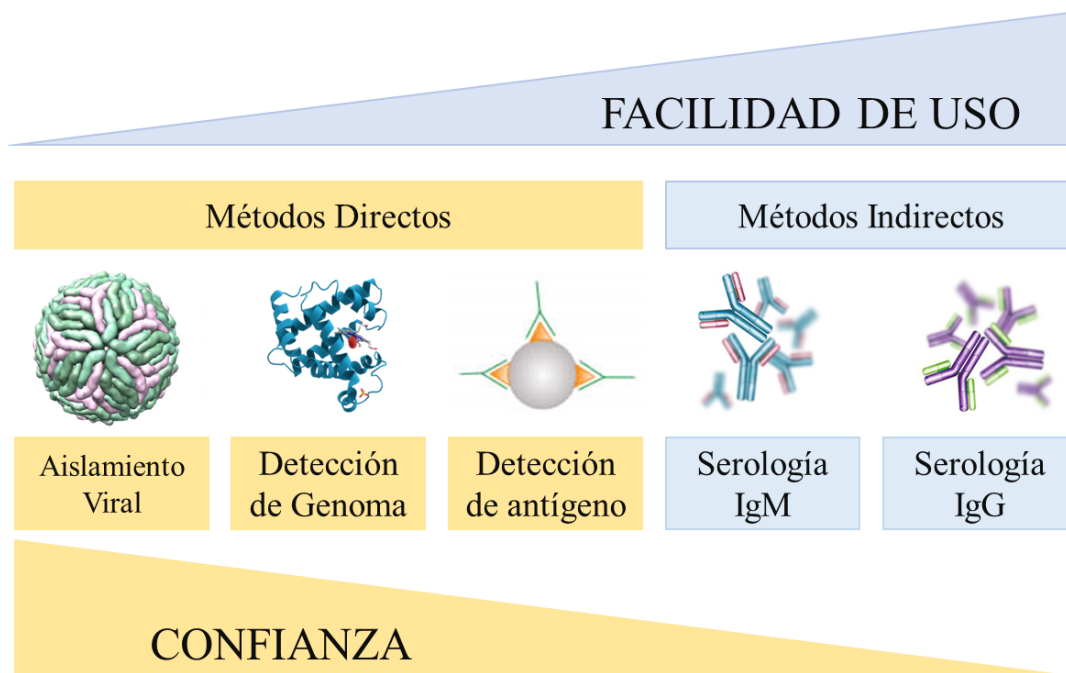 FACILIDAD DE USO
Métodos Directos
Métodos Indirectos
Aislamiento
Viral
Detección
de Genoma
Detección
de antígeno
Serología
IgM
Serología
IgG
CONFIANZA